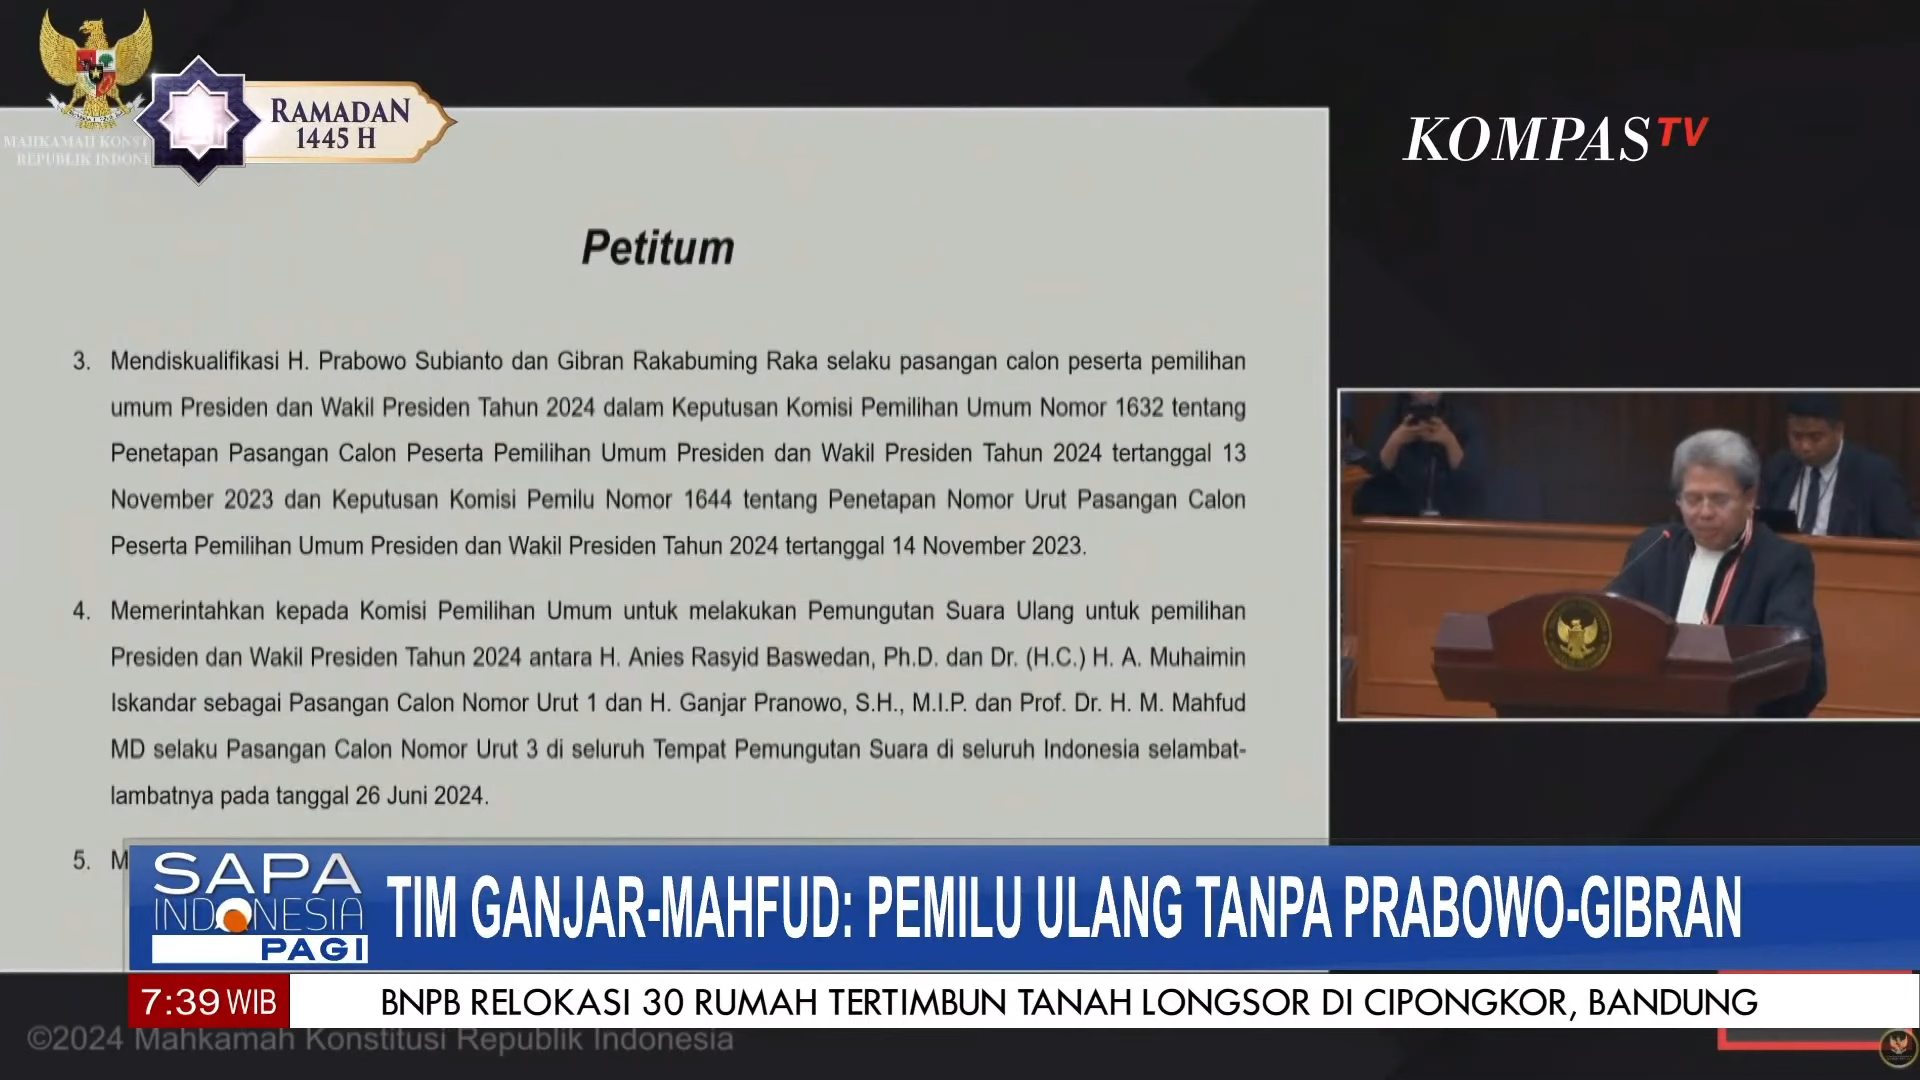 MAHKAMAH KONST
REPUBLIK INDONE
RAMADAN
1445 H
KOMPAS TV
Petitum
3. Mendiskualifikasi H. Prabowo Subianto dan Gibran Rakabuming Raka selaku pasangan calon peserta pemilihan
umum Presiden dan Wakil Presiden Tahun 2024 dalam Keputusan Komisi Pemilihan Umum Nomor 1632 tentang
Penetapan Pasangan Calon Peserta Pemilihan Umum Presiden dan Wakil Presiden Tahun 2024 tertanggal 13
November 2023 dan Keputusan Komisi Pemilu Nomor 1644 tentang Penetapan Nomor Urut Pasangan Calon
Peserta Pemilihan Umum Presiden dan Wakil Presiden Tahun 2024 tertanggal 14 November 2023.
4. Memerintahkan kepada Komisi Pemilihan Umum untuk melakukan Pemungutan Suara Ulang untuk pemilihan
Presiden dan Wakil Presiden Tahun 2024 antara H. Anies Rasyid Baswedan, Ph.D. dan Dr. (H.C.) H. A. Muhaimin
Iskandar sebagai Pasangan Calon Nomor Urut 1 dan H. Ganjar Pranowo, S.H., M.I.P. dan Prof. Dr. H. M. Mahfud
MD selaku Pasangan Calon Nomor Urut 3 di seluruh Tempat Pemungutan Suara di seluruh Indonesia selambat-
lambatnya pada tanggal 26 Juni 2024.
5. M
SAPA
INDONESIA
PAGI
TIM GANJAR-MAHFUD: PEMILU ULANG TANPA PRABOWO-GIBRAN
7:39 WIB
BNPB RELOKASI 30 RUMAH TERTIMBUN TANAH LONGSOR DI CIPONGKOR, BANDUNG
©2024 Mahkamah Konstitusi Republik Indonesia